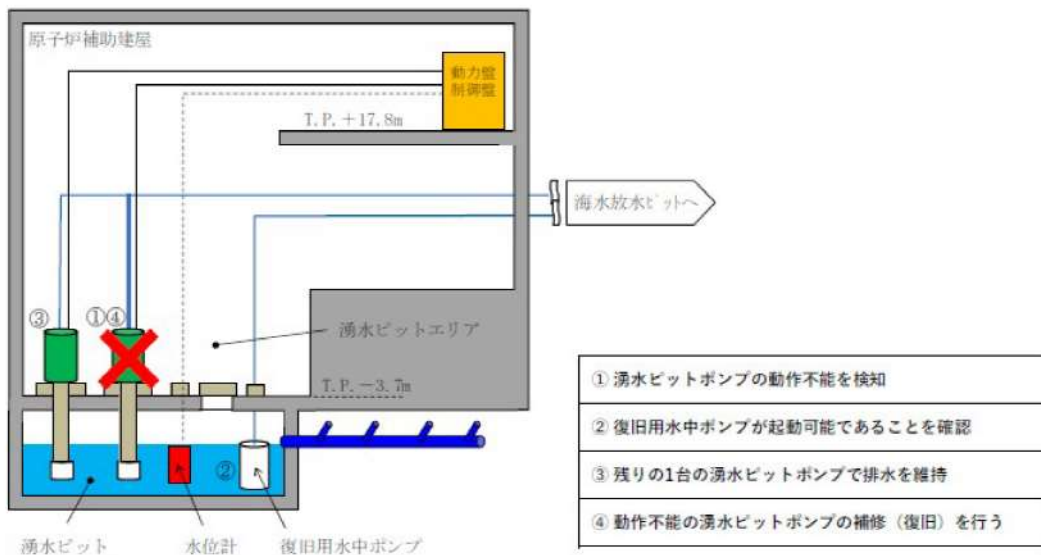 原子炉補助建屋
動力盤
制御盤
T.P.＋17.8m
海水放水ﾋﾟｯﾄへ
③
①④
湧水ピットエリア
T.P.－3.7m
②
湧水ピット
水位計
復旧用水中ポンプ
① 湧水ピットポンプの動作不能を検知
② 復旧用水中ポンプが起動可能であることを確認
③ 残りの1台の湧水ピットポンプで排水を維持
④ 動作不能の湧水ピットポンプの補修（復旧）を行う